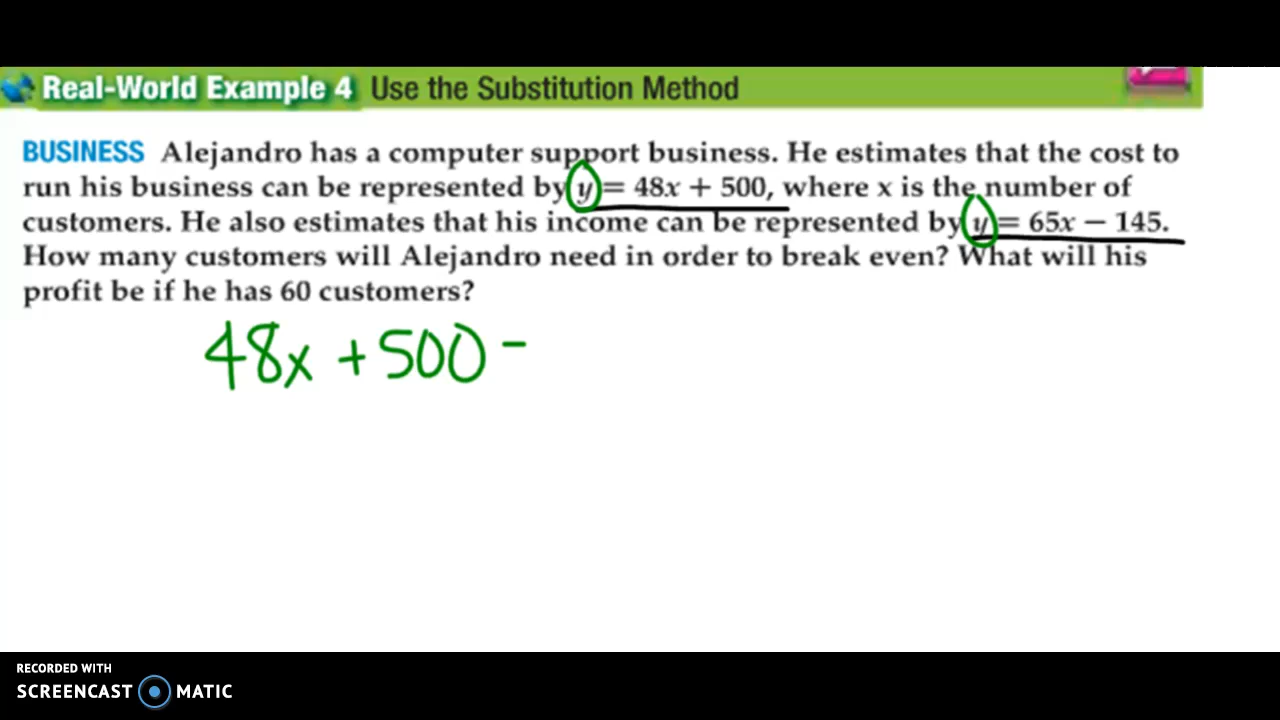 Real-World Example 4 Use the Substitution Method
BUSINESS Alejandro has a computer support business. He estimates that the cost to
run his business can be represented by y = 48x + 500, where x is the number of
customers. He also estimates that his income can be represented by y = 65x − 145.
How many customers will Alejandro need in order to break even? What will his
profit be if he has 60 customers?
48x + 500 -
RECORDED WITH
SCREENCAST MATIC